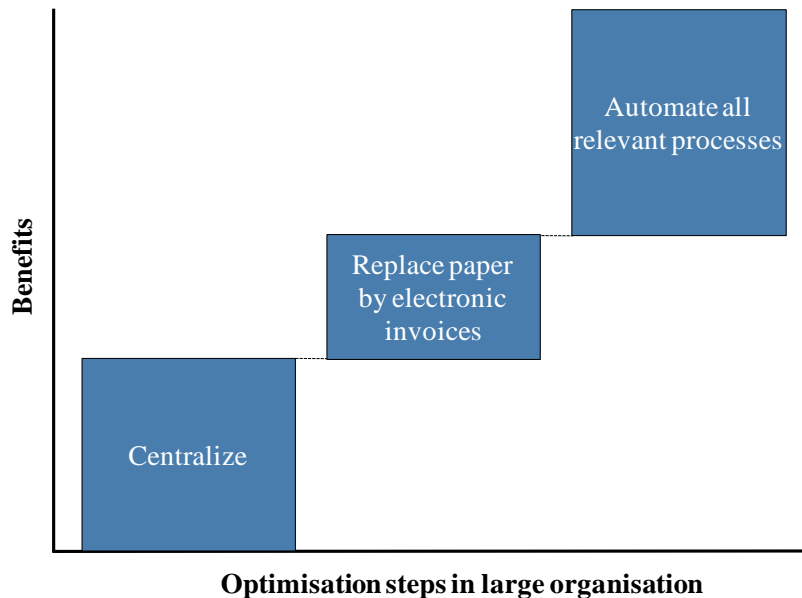 Automate all
relevant processes
Replace paper
by electronic
invoices
Centralize
Benefits
Optimisation steps in large organisation